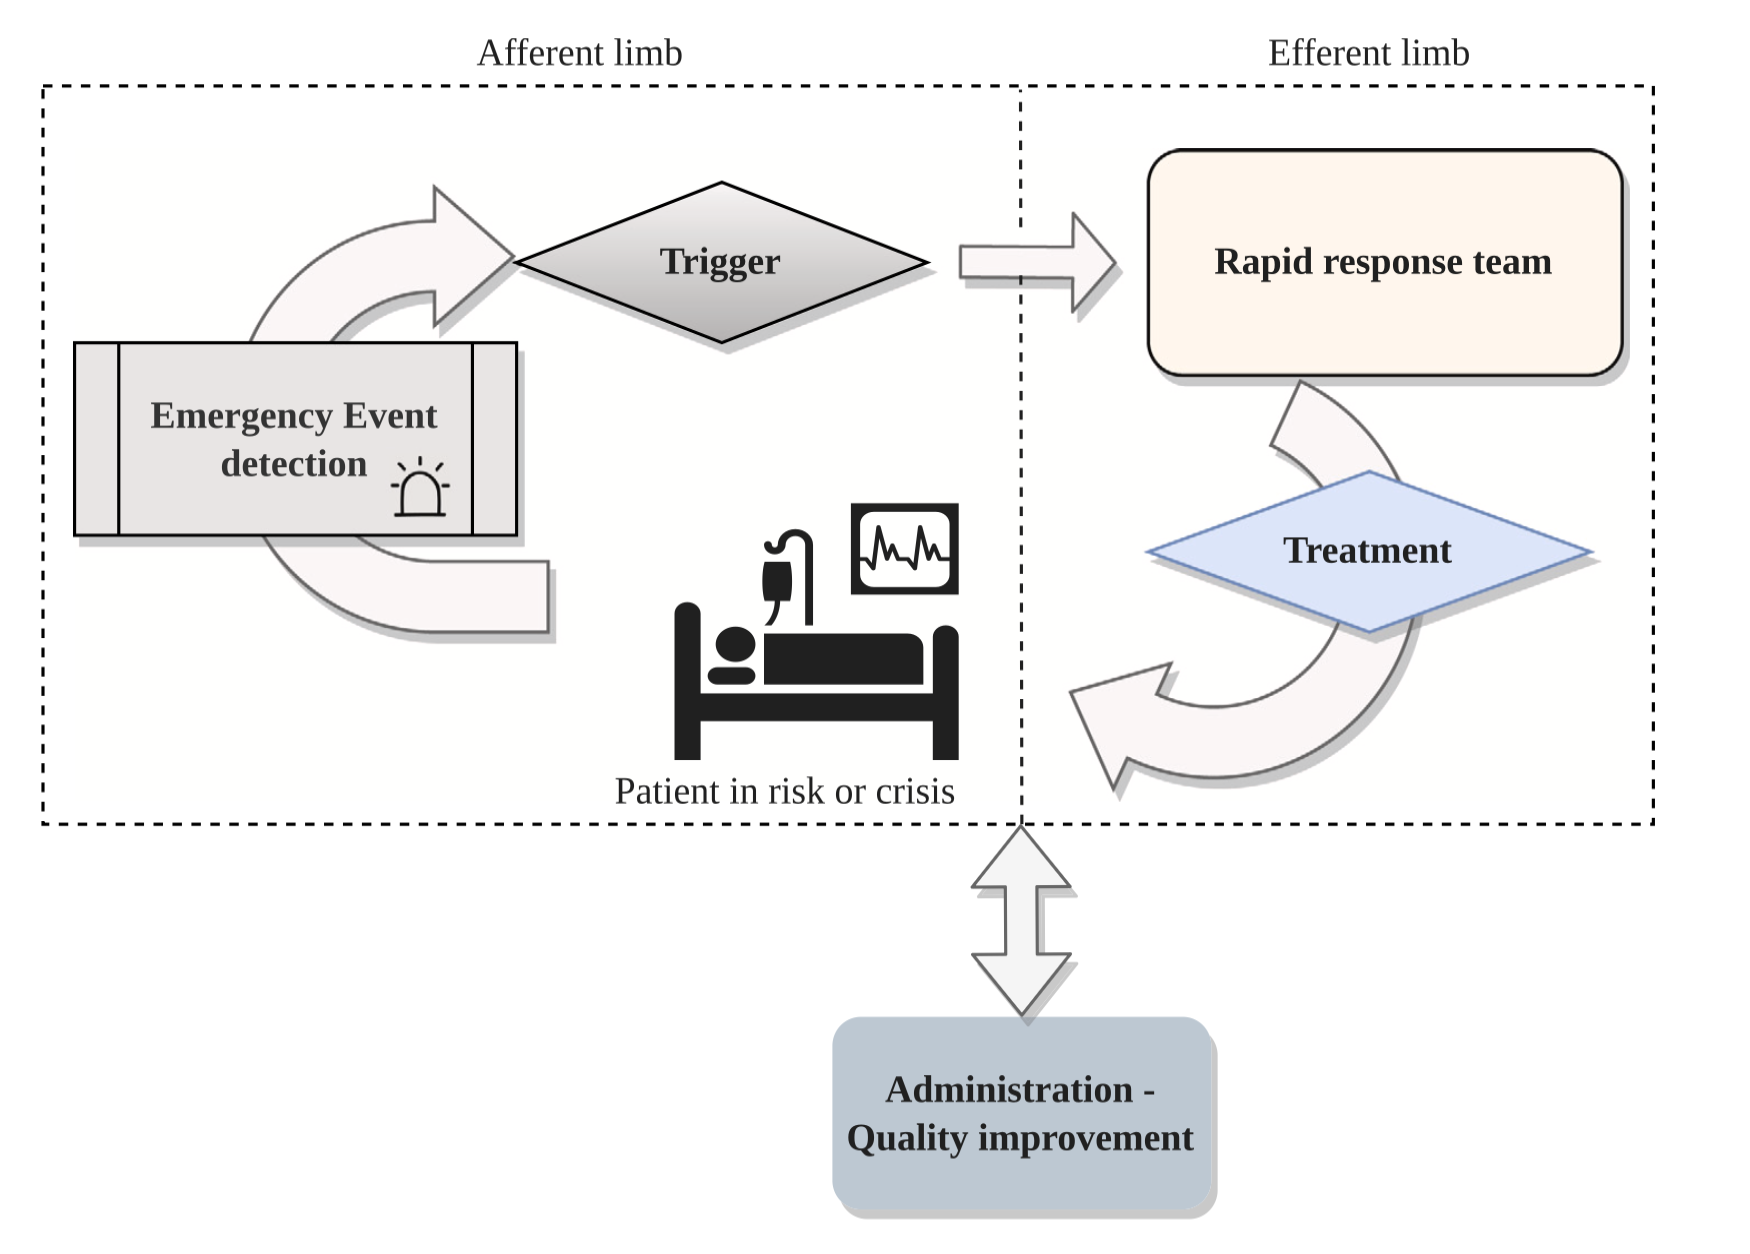 Afferent limb
Efferent limb
Trigger
Rapid response team
Emergency Event
detection
Treatment
Patient in risk or crisis
Administration -
Quality improvement